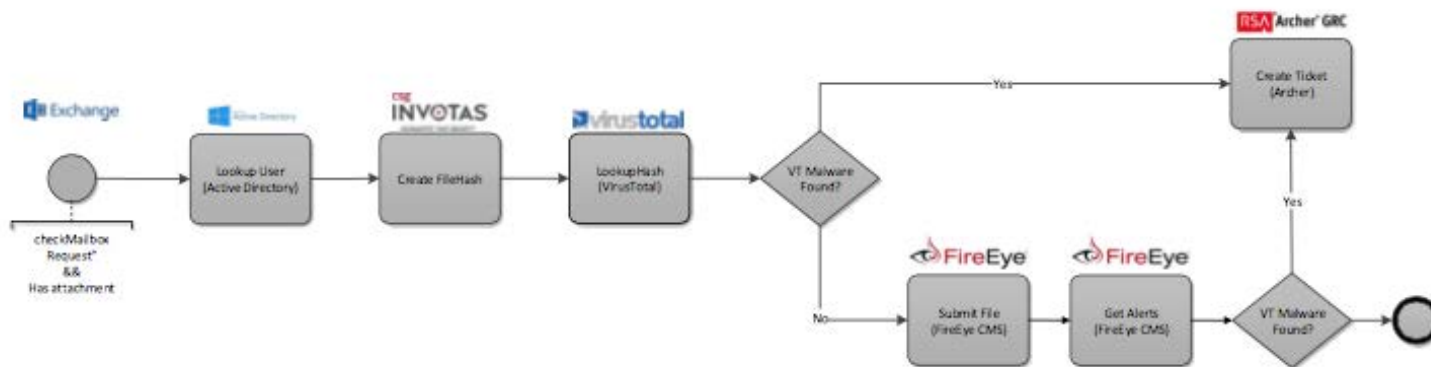 RSA Archer GRC
Create Ticket
(Archer)
Yes
Exchange
Active Directory
csg
INVOTAS
virustotal
Lookup User
(Active Directory)
Create FileHash
LookupHash
(VirusTotal)
VT Malware
Found?
checkMailbox
Request"
&&
Has attachment
Yes
FireEye
FireEye
No
Submit File
(FireEye CMS)
Get Alerts
(FireEye CMS)
VT Malware
Found?